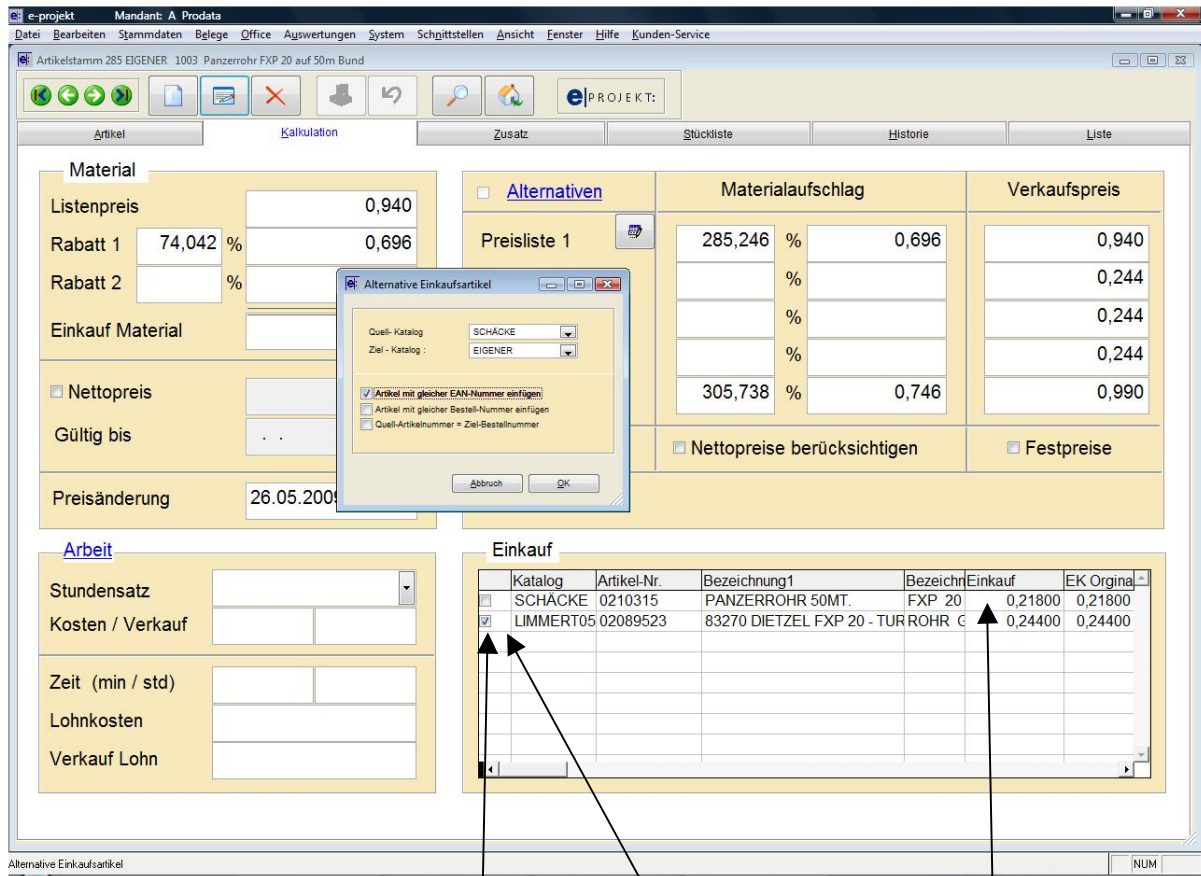 e-projekt Mandant: A Prodata
Datei Bearbeiten Stammdaten Belege Office Auswertungen System Schnittstellen Ansicht Fenster Hilfe Kunden-Service
Artikelstamm 285 EIGENER 1003 Panzerrohr FXP 20 auf 50m Bund
e PROJEKT:
Artikel Kalkulation Zusatz Stückliste Historie Liste
Material
Listenpreis 0,940
Rabatt 1 74,042 % 0,696
Rabatt 2 %
Einkauf Material
Nettopreis
Gültig bis . .
Preisänderung 26.05.2009
Alternativen Materialaufschlag Verkaufspreis
Preisliste 1 285,246 % 0,696 0,940
% 0,244
% 0,244
% 0,244
305,738 % 0,746 0,990
Nettopreise berücksichtigen Festpreise
Alternative Einkaufsartikel
Quell- Katalog SCHÄCKE
Ziel - Katalog : EIGENER
Artikel mit gleicher EAN-Nummer einfügen
Artikel mit gleicher Bestell-Nummer einfügen
Quell-Artikelnummer = Ziel-Bestellnummer
Abbruch OK
Arbeit
Stundensatz
Kosten / Verkauf
Zeit (min / std)
Lohnkosten
Verkauf Lohn
Einkauf
Katalog Artikel-Nr. Bezeichnung1 Bezeichn Einkauf EK Orgina
SCHÄCKE 0210315 PANZERROHR 50MT. FXP 20 0,21800 0,21800
LIMMERT05 02089523 83270 DIETZEL FXP 20 - TUR ROHR G 0,24400 0,24400
Alternative Einkaufsartikel NUM